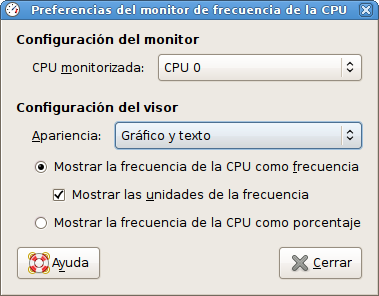 Preferencias del monitor de frecuencia de la CPU
Configuración del monitor
CPU monitorizada: CPU 0
Configuración del visor
Apariencia: Gráfico y texto
Mostrar la frecuencia de la CPU como frecuencia
Mostrar las unidades de la frecuencia
Mostrar la frecuencia de la CPU como porcentaje
Ayuda Cerrar